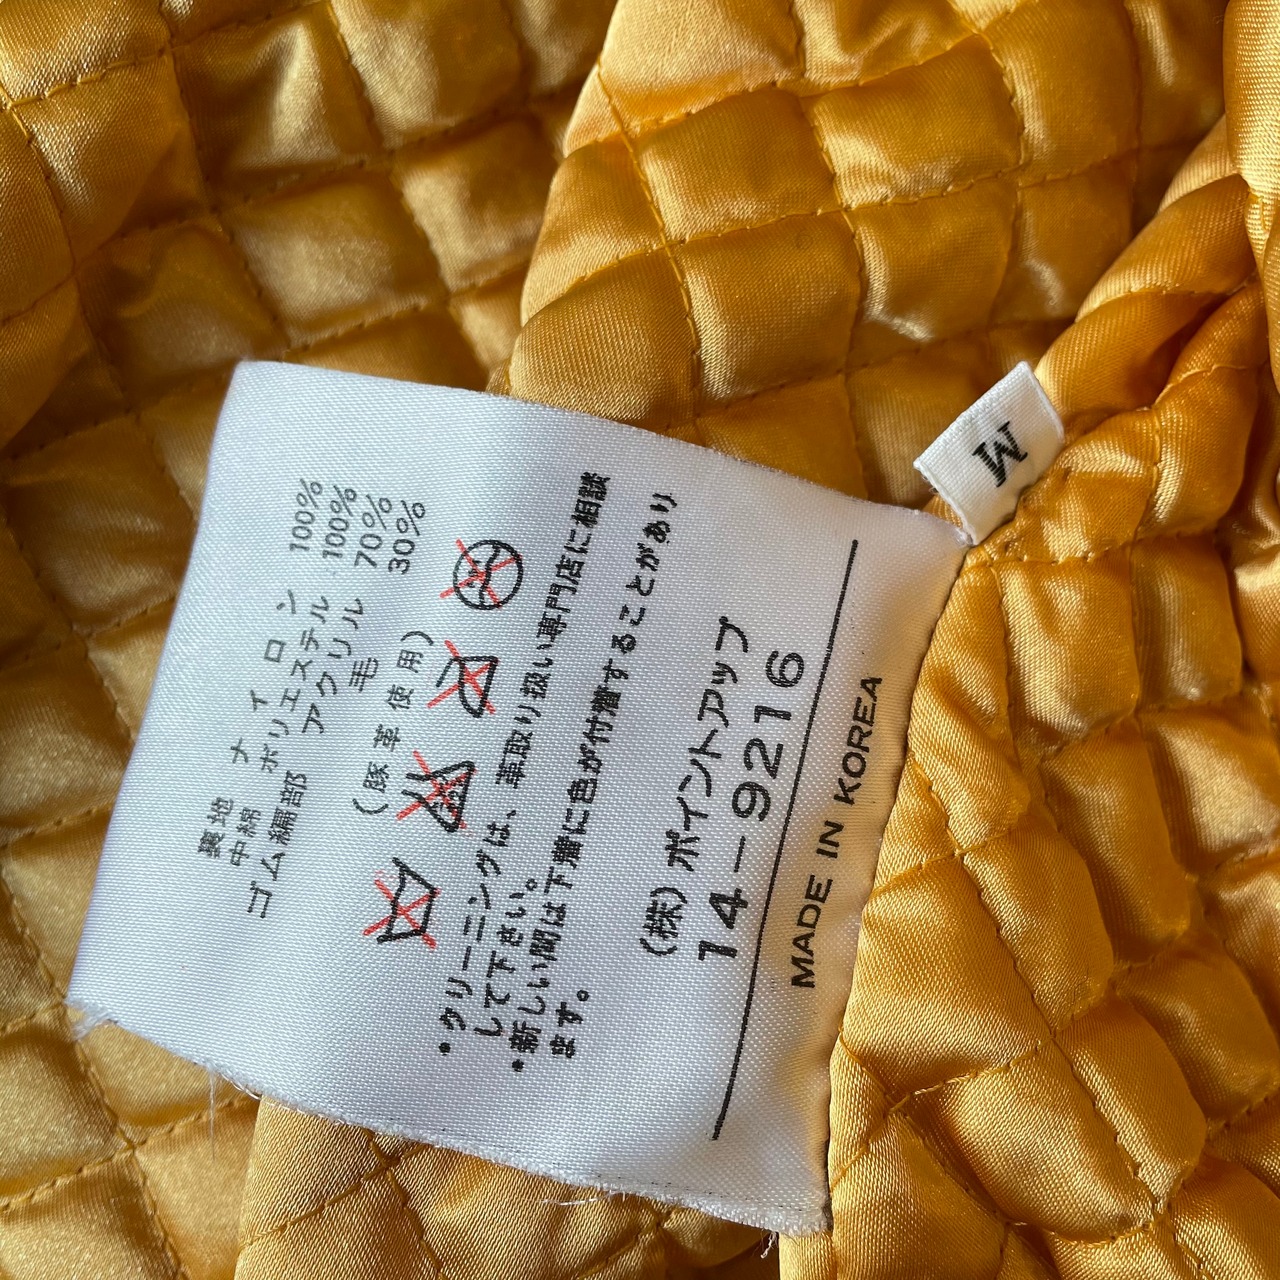 裏地 ナイロン 100%
中綿 ポリエステル 100%
ゴム編部 アクリル 70%
毛 30%
(豚革使用)
・クリーニングは、革取り扱い専門店に相談
して下さい。
・新しい間は下着に色が付着することがあり
ます。
(株)ポイントアップ
14-9216
MADE IN KOREA
M